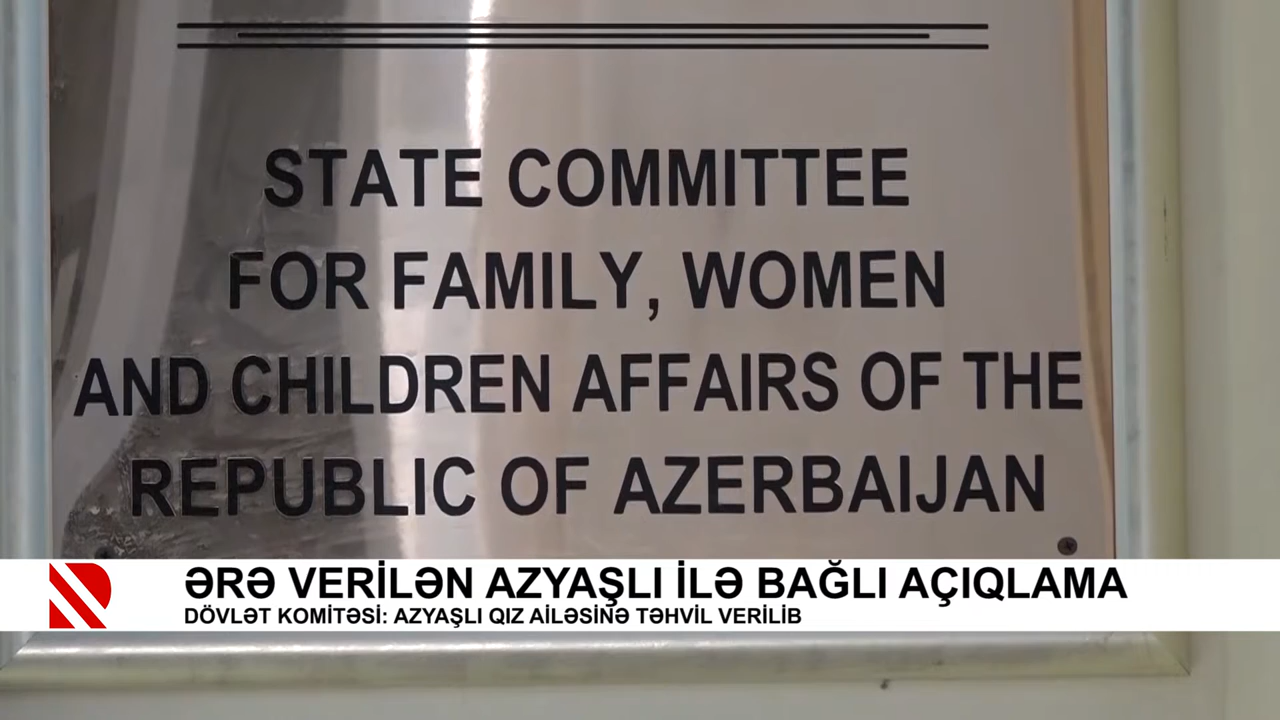 STATE COMMITTEE
FOR FAMILY, WOMEN
AND CHILDREN AFFAIRS OF THE
REPUBLIC OF AZERBAIJAN
ƏRƏ VERİLƏN AZYAŞLI İLƏ BAĞLI AÇIQLAMA
DÖVLƏT KOMİTƏSİ: AZYAŞLI QIZ AİLƏSİNƏ TƏHVİL VERİLİB